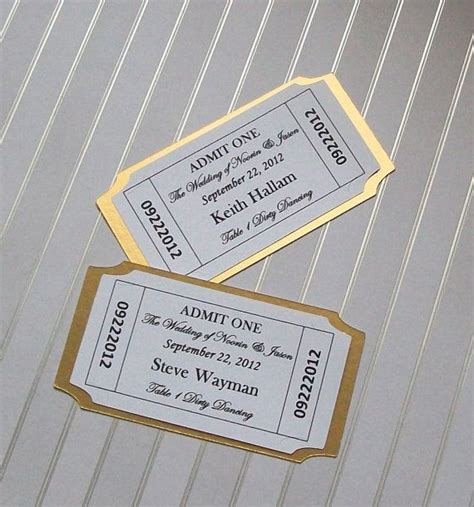 ADMIT ONE
The Wedding of Noorin & Jason
September 22, 2012
Keith Hallam
Table 1 Dirty Dancing
09222012
09222012
ADMIT ONE
The Wedding of Noorin & Jason
September 22, 2012
Steve Wayman
Table 1 Dirty Dancing
09222012
09222012